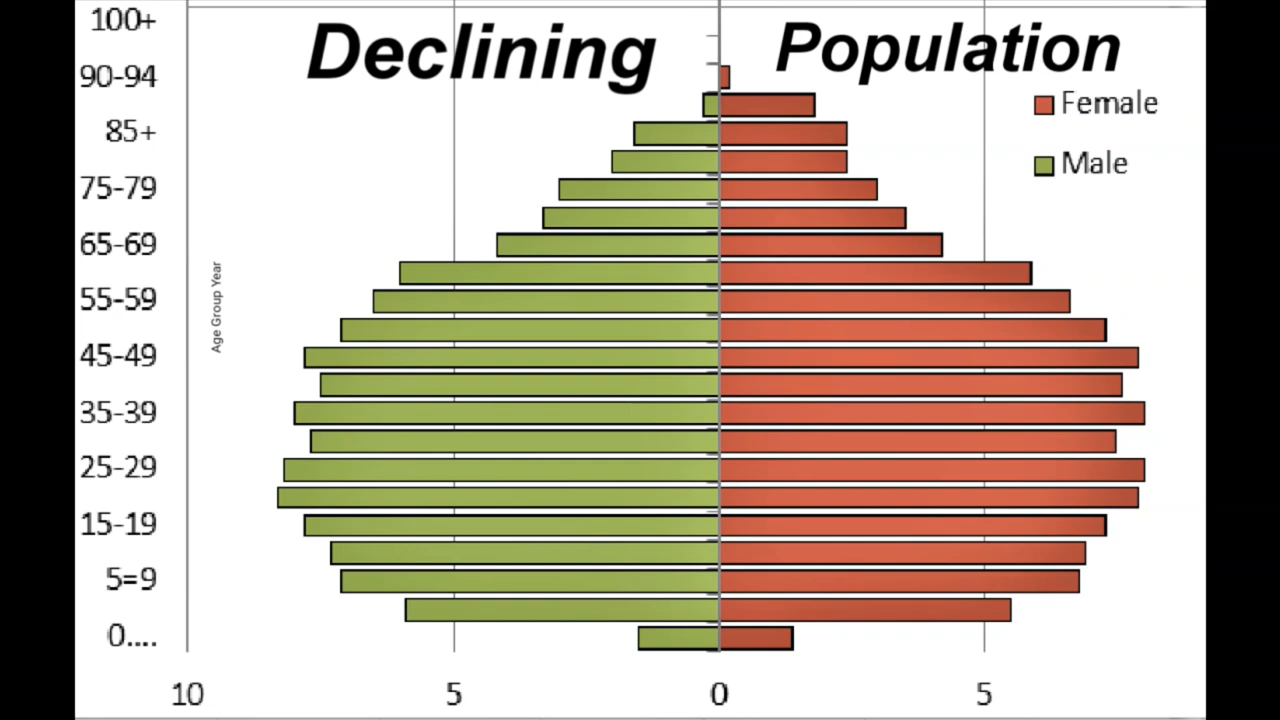 Declining Population
100+
90-94
85+
75-79
65-69
55-59
45-49
35-39
25-29
15-19
5=9
0....
Age Group Year
Female
Male
10 5 0 5